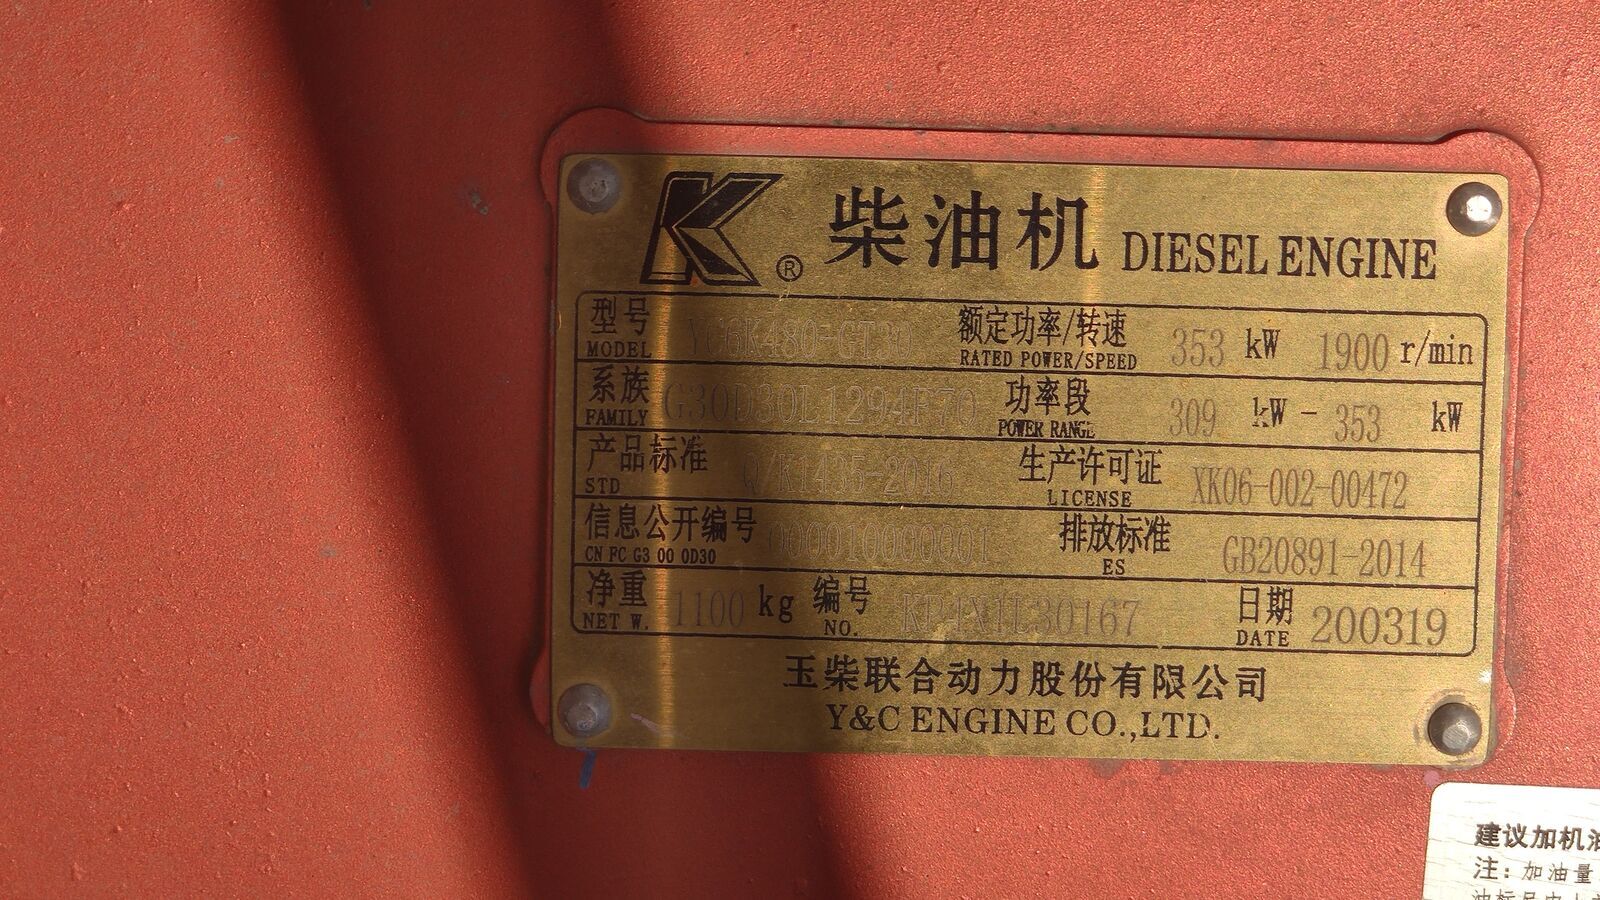 K ® 柴油机 DIESEL ENGINE
型号 YC6K480-GT30 额定功率/转速 353 kW 1900 r/min
MODEL RATED POWER/SPEED
系族 G30D30L1294F70 功率段 309 kW - 353 kW
FAMILY POWER RANGE
产品标准 Q/K1435-2016 生产许可证 XK06-002-00472
STD LICENSE
信息公开编号 000010000001 排放标准 GB20891-2014
CN FC G3 00 0D30 ES
净重 1100 kg 编号 日期 200319
NET W. NO. DATE
玉柴联合动力股份有限公司
Y&C ENGINE CO.,LTD.
建议加机油
注：加油量